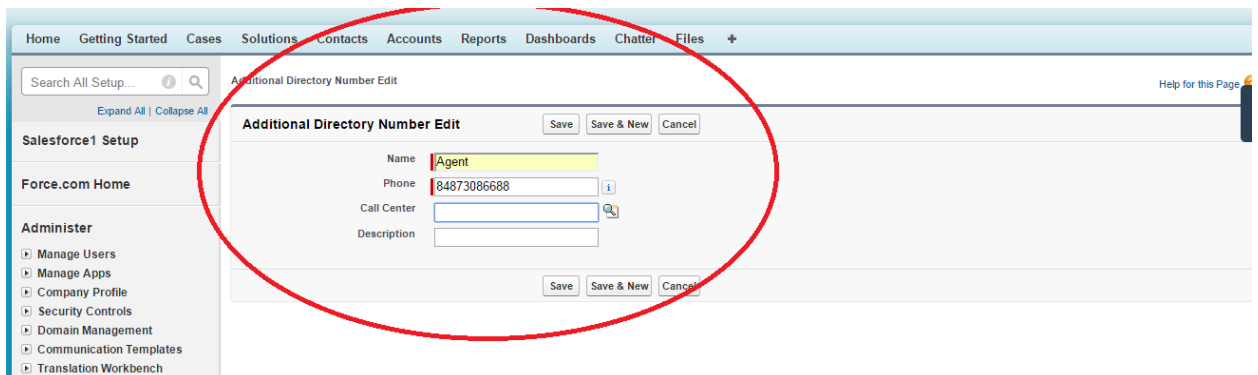 Home Getting Started Cases Solutions Contacts Accounts Reports Dashboards Chatter Files +
Search All Setup...
Expand All | Collapse All
Salesforce1 Setup
Force.com Home
Administer
Manage Users
Manage Apps
Company Profile
Security Controls
Domain Management
Communication Templates
Translation Workbench
Additional Directory Number Edit
Help for this Page
Additional Directory Number Edit Save Save & New Cancel
Name Agent
Phone 84873086688
Call Center
Description
Save Save & New Cancel